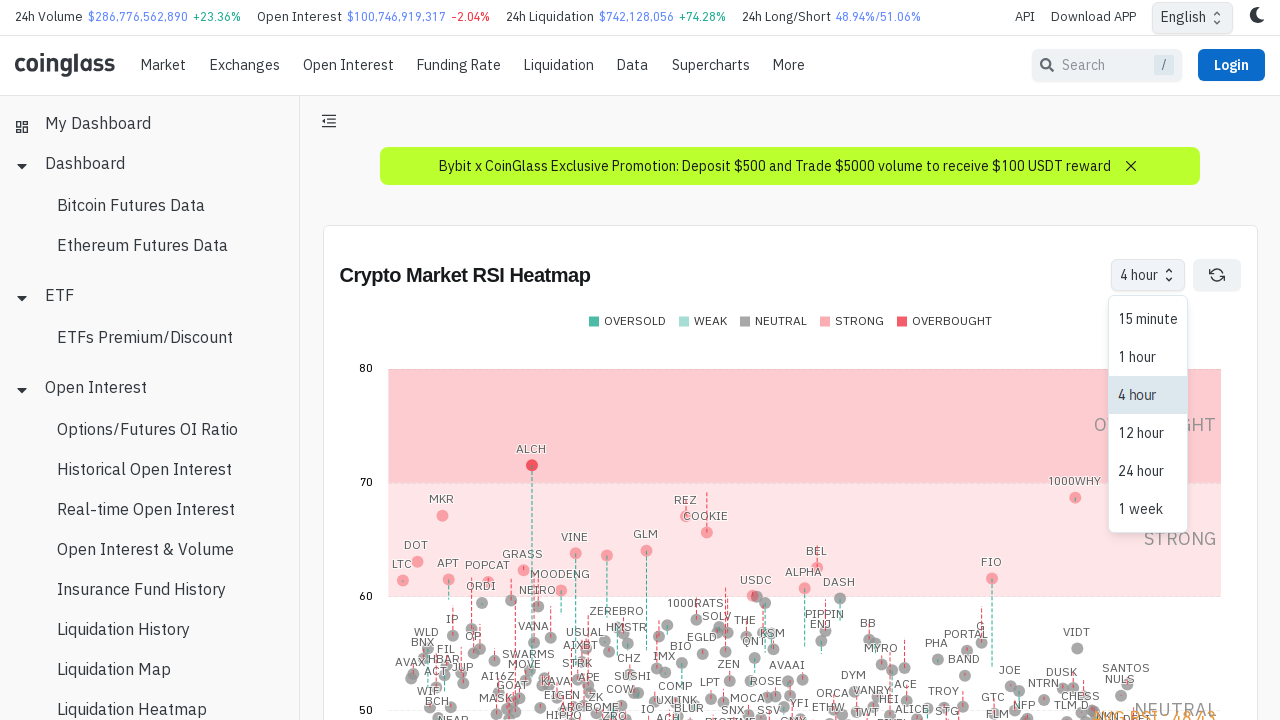 24h Volume $286,776,562,890 +23.36% Open Interest $100,746,919,317 -2.04% 24h Liquidation $742,128,056 +74.28% 24h Long/Short 48.94%/51.06% API Download APP English
coinglass Market Exchanges Open Interest Funding Rate Liquidation Data Supercharts More Search / Login
My Dashboard
Dashboard
Bitcoin Futures Data
Ethereum Futures Data
ETF
ETFs Premium/Discount
Open Interest
Options/Futures OI Ratio
Historical Open Interest
Real-time Open Interest
Open Interest & Volume
Insurance Fund History
Liquidation History
Liquidation Map
Liquidation Heatmap
Bybit x CoinGlass Exclusive Promotion: Deposit $500 and Trade $5000 volume to receive $100 USDT reward
Crypto Market RSI Heatmap
4 hour
15 minute
1 hour
4 hour
12 hour
24 hour
1 week
OVERSOLD WEAK NEUTRAL STRONG OVERBOUGHT
80
70
60
50
STRONG
NEUTRAL
ALCH
1000WHY
MKR
REZ
COOKIE
VINE
GLM
DOT
GRASS
BEL
LTC
APT
POPCAT
FIO
MOODENG
ALPHA
USDC
DASH
ORDI
NEIRO
1000RATS
ZEREBRO
SOLV
THE
PIPPIN
IP
VANA
HMSTR
ENJ
BB
WLD
OP
USUAL
EGLD
QNT
KSM
PORTAL
VIDT
BNX
FIL
AIXBT
BIO
MYRO
PHA
SWARMS
CHZ
IMX
BAND
AVAX
HBAR
MOVE
STRK
ZEN
AVAAI
JUP
ACT
JOE
DUSK
SANTOS
AI16Z
KAVA
APE
SUSHI
LPT
ROSE
DYM
NULS
WIF
GOAT
COW
COMP
ACE
NTRN
BCH
MASK
EIGEN
ZK
MOCA
ORCA
VANRY
TROY
GTC
CHESS
YFI
HEI
NFP
BOME
BLUR
SNX
SSV
ETHW
TWT
ALICE
STG
FLM
IO
ZRO
ACH